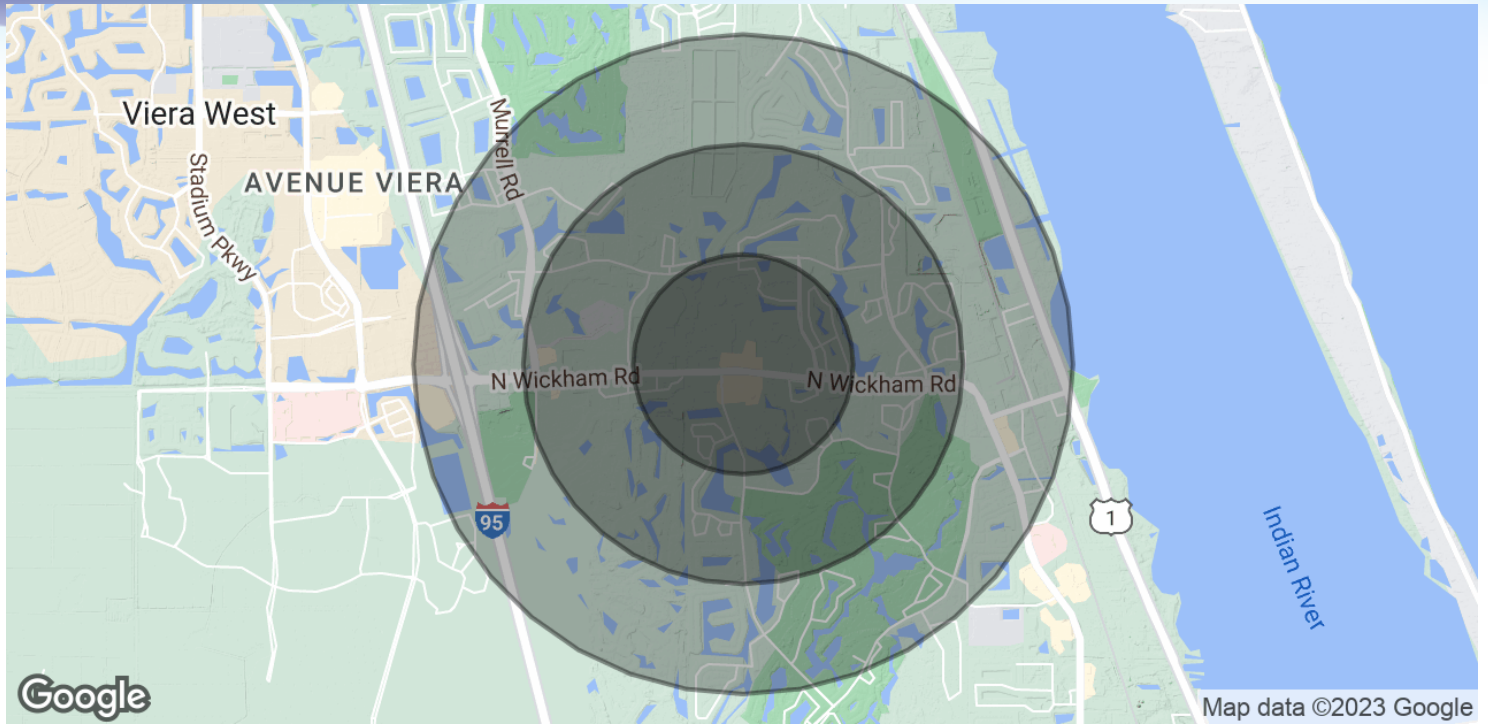 Viera West
AVENUE VIERA
Murrell Rd
Stadium Pkwy
N Wickham Rd
N Wickham Rd
95
1
Indian River
Google
Map data ©2023 Google